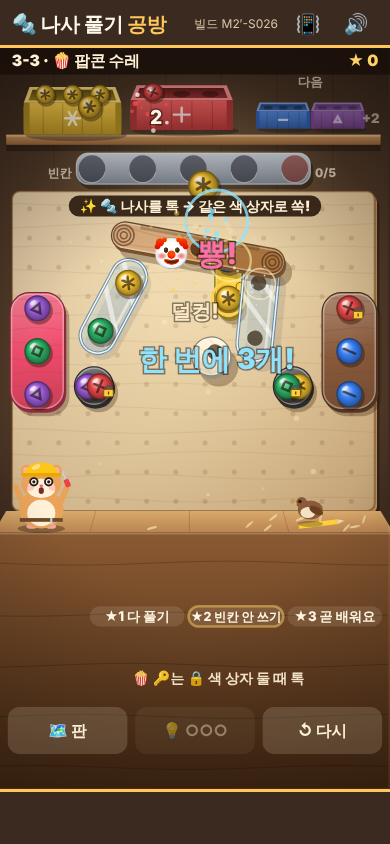 🔩 나사 풀기 공방
빌드 M2′-S026
3-3 · 🍿 팝콘 수레
★ 0
다음
2.
+2
빈칸
0/5
✨ 🔩 나사를 톡 → 같은 색 상자로 쏙!
뿅!
덜컹!
한 번에 3개!
★1 다 풀기
★2 빈칸 안 쓰기
★3 곧 배워요
🍿 🔑는 🔒 색 상자 둘 때 톡
🗺️ 판
💡 ○○○
↺ 다시